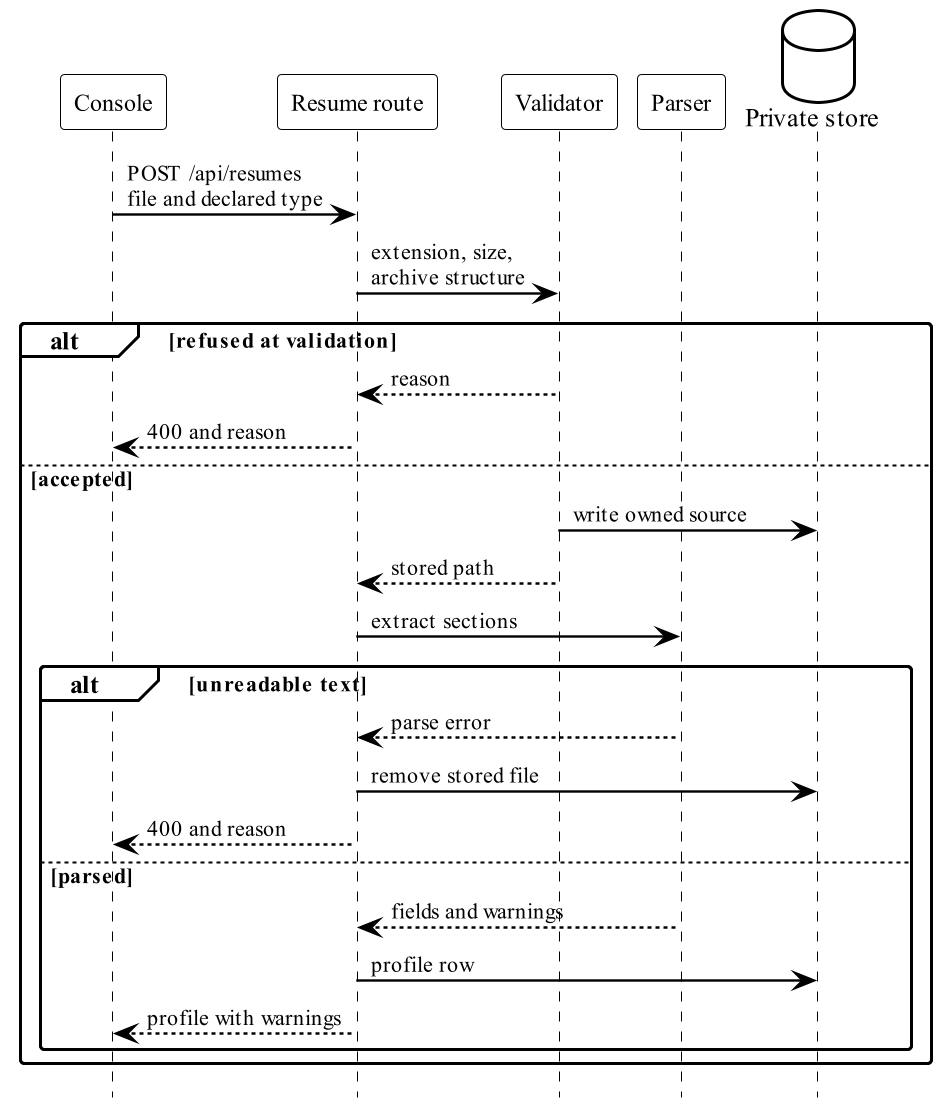 Console
Resume route
Validator
Parser
Private store
POST /api/resumes
file and declared type
extension, size,
archive structure
alt
[refused at validation]
reason
400 and reason
[accepted]
write owned source
stored path
extract sections
alt
[unreadable text]
parse error
remove stored file
400 and reason
[parsed]
fields and warnings
profile row
profile with warnings